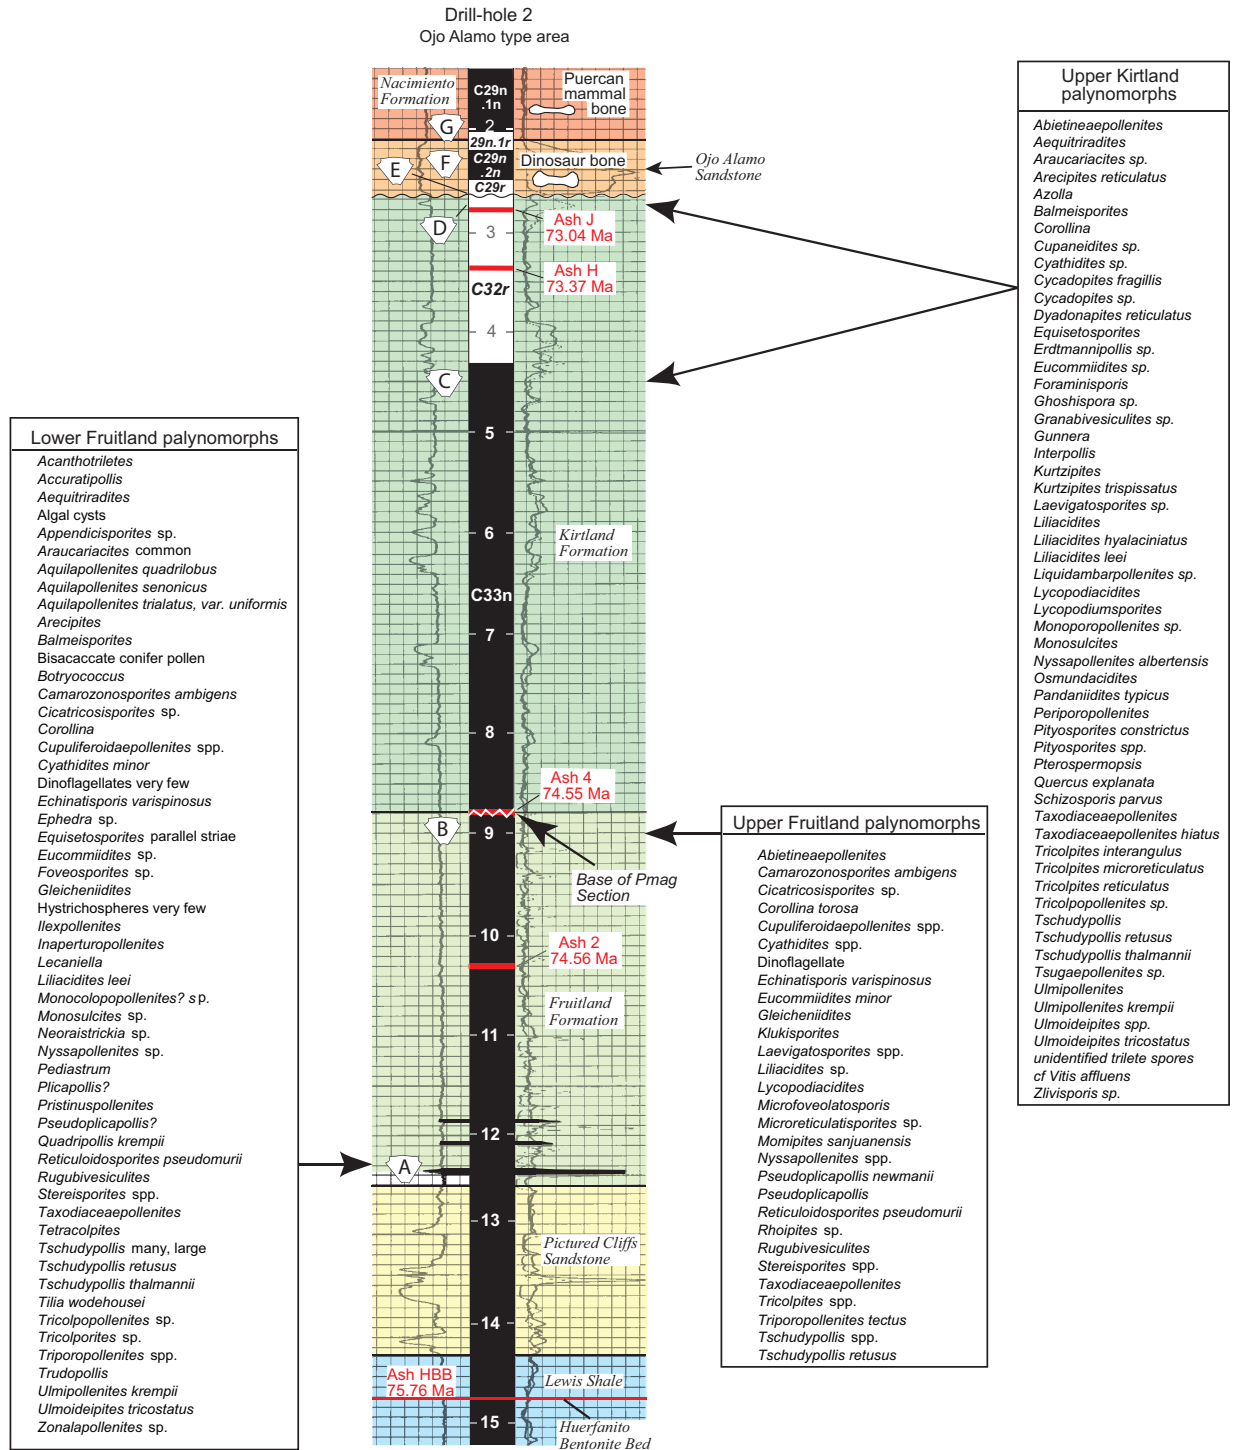 Drill-hole 2
Ojo Alamo type area
Nacimiento
Formation
C29n
.1n
Puercan
mammal
bone
G
2
29n.1r
E
F
C29n
.2n
Dinosaur bone
Ojo Alamo
Sandstone
C29r
D
3
Ash J
73.04 Ma
Ash H
73.37 Ma
C32r
4
C
5
6
Kirtland
Formation
C33n
7
8
Ash 4
74.55 Ma
B
9
Base of Pmag
Section
10
Ash 2
74.56 Ma
Fruitland
Formation
11
12
A
13
Pictured Cliffs
Sandstone
14
Ash HBB
75.76 Ma
Lewis Shale
15
Huerfanito
Bentonite Bed
Lower Fruitland palynomorphs
Acanthotriletes
Accuratipollis
Aequitriradites
Algal cysts
Appendicisporites sp.
Araucariacites common
Aquilapollenites quadrilobus
Aquilapollenites senonicus
Aquilapollenites trialatus, var. uniformis
Arecipites
Balmeisporites
Bisacaccate conifer pollen
Botryococcus
Camarozonosporites ambigens
Cicatricosisporites sp.
Corollina
Cupuliferoidaepollenites spp.
Cyathidites minor
Dinoflagellates very few
Echinatisporis varispinosus
Ephedra sp.
Equisetosporites parallel striae
Eucommiidites sp.
Foveosporites sp.
Gleicheniidites
Hystrichospheres very few
Ilexpollenites
Inaperturopollenites
Lecaniella
Liliacidites leei
Monocolopopollenites? sp.
Monosulcites sp.
Neoraistrickia sp.
Nyssapollenites sp.
Pediastrum
Plicapollis?
Pristinuspollenites
Pseudoplicapollis?
Quadripollis krempii
Reticuloidosporites pseudomurii
Rugubivesiculites
Stereisporites spp.
Taxodiaceaepollenites
Tetracolpites
Tschudypollis many, large
Tschudypollis retusus
Tschudypollis thalmannii
Tilia wodehousei
Tricolpopollenites sp.
Tricolporites sp.
Triporopollenites spp.
Trudopollis
Ulmipollenites krempii
Ulmoideipites tricostatus
Zonalapollenites sp.
Upper Fruitland palynomorphs
Abietineaepollenites
Camarozonosporites ambigens
Cicatricosisporites sp.
Corollina torosa
Cupuliferoidaepollenites spp.
Cyathidites spp.
Dinoflagellate
Echinatisporis varispinosus
Eucommiidites minor
Gleicheniidites
Klukisporites
Laevigatosporites spp.
Liliacidites sp.
Lycopodiacidites
Microfoveolatosporis
Microreticulatisporites sp.
Momipites sanjuanensis
Nyssapollenites spp.
Pseudoplicapollis newmanii
Pseudoplicapollis
Reticuloidosporites pseudomurii
Rhoipites sp.
Rugubivesiculites
Stereisporites spp.
Taxodiaceaepollenites
Tricolpites spp.
Triporopollenites tectus
Tschudypollis spp.
Tschudypollis retusus
Upper Kirtland
palynomorphs
Abietineaepollenites
Aequitriradites
Araucariacites sp.
Arecipites reticulatus
Azolla
Balmeisporites
Corollina
Cupaneidites sp.
Cyathidites sp.
Cycadopites fragillis
Cycadopites sp.
Dyadonapites reticulatus
Equisetosporites
Erdtmannipollis sp.
Eucommiidites sp.
Foraminisporis
Ghoshispora sp.
Granabivesiculites sp.
Gunnera
Interpollis
Kurtzipites
Kurtzipites trispissatus
Laevigatosporites sp.
Liliacidites
Liliacidites hyalaciniatus
Liliacidites leei
Liquidambarpollenites sp.
Lycopodiacidites
Lycopodiumsporites
Monoporopollenites sp.
Monosulcites
Nyssapollenites albertensis
Osmundacidites
Pandaniidites typicus
Periporopollenites
Pityosporites constrictus
Pityosporites spp.
Pterospermopsis
Quercus explanata
Schizosporis parvus
Taxodiaceaepollenites
Taxodiaceaepollenites hiatus
Tricolpites interangulus
Tricolpites microreticulatus
Tricolpites reticulatus
Tricolpopollenites sp.
Tschudypollis
Tschudypollis retusus
Tschudypollis thalmannii
Tsugaepollenites sp.
Ulmipollenites
Ulmipollenites krempii
Ulmoideipites spp.
Ulmoideipites tricostatus
unidentified trilete spores
cf Vitis affluens
Zlivisporis sp.